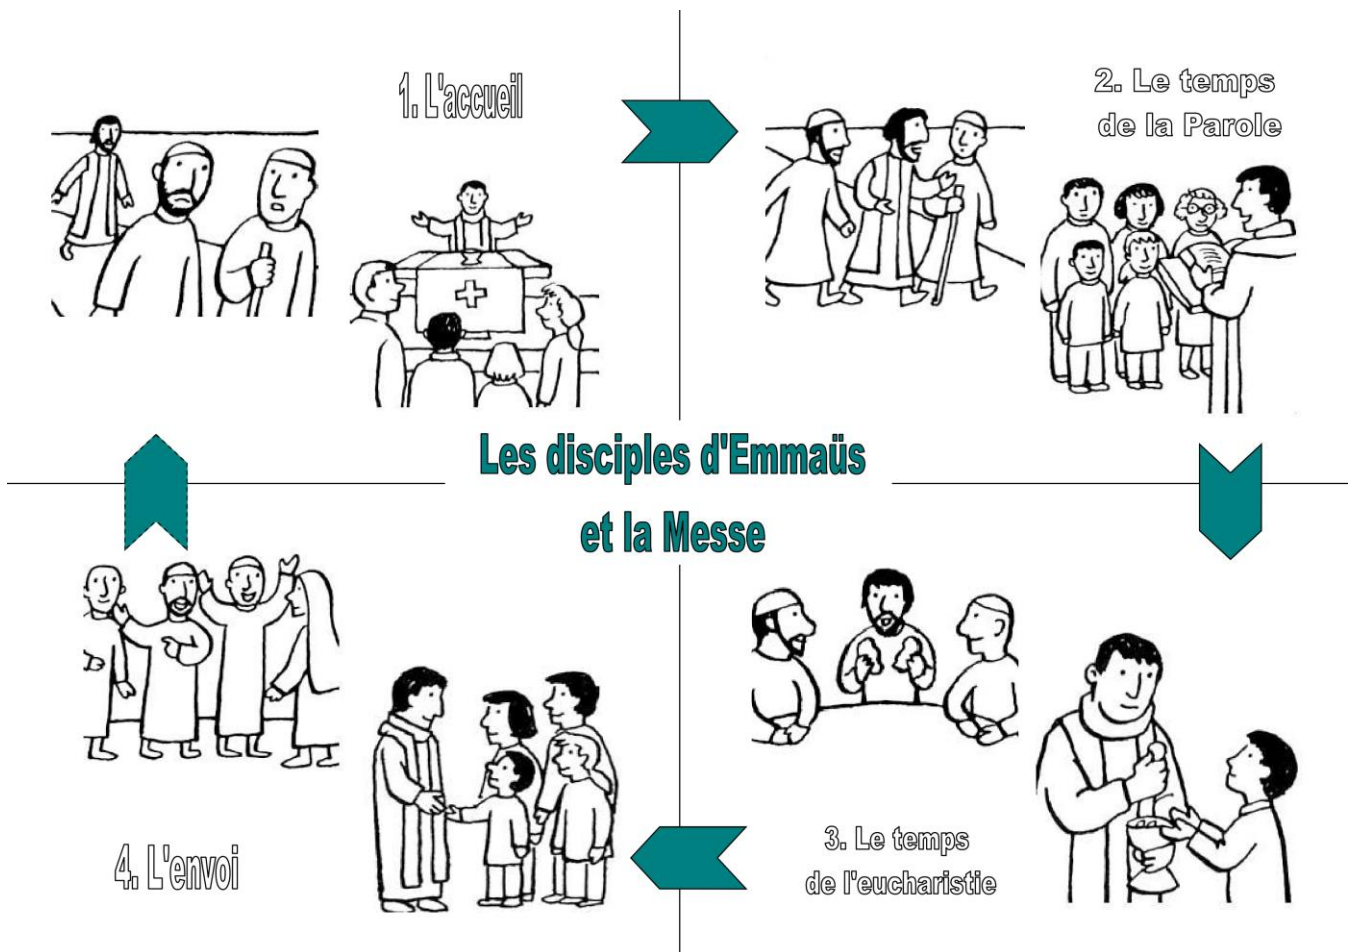 1. L'accueil
2. Le temps
de la Parole
Les disciples d'Emmaüs
et la Messe
3. Le temps
de l'eucharistie
4. L'envoi